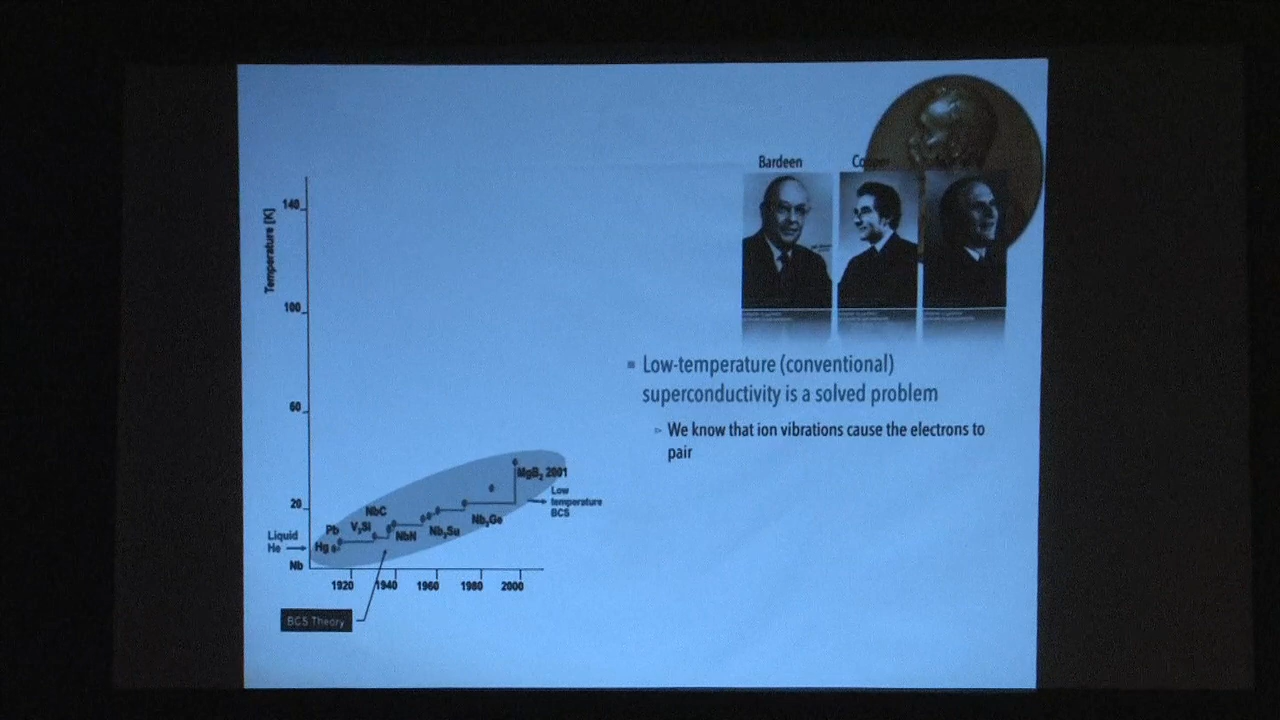 Bardeen
Cooper
Temperature [K]
140
100
60
20
Low-temperature (conventional)
superconductivity is a solved problem
We know that ion vibrations cause the electrons to
pair
MgB2 2001
Low
temperature
BCS
NbC
Pb
V3Si
Nb3Ge
Nb3Su
NbN
Liquid
He
Hg
Nb
1920
1940
1960
1980
2000
BCS Theory